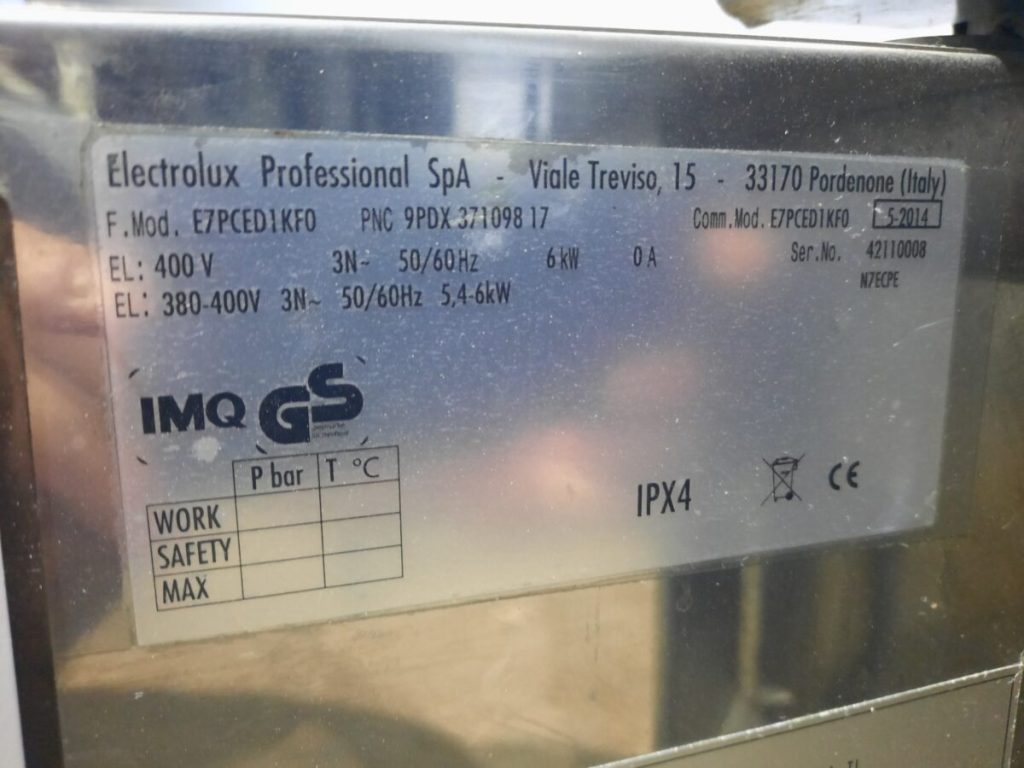 Electrolux Professional SpA - Viale Treviso, 15 - 33170 Pordenone (Italy)
F.Mod. E7PCED1KF0 PNC 9PDX 371098 17 Comm.Mod. E7PCED1KF0 5-2014
EL: 400 V 3N~ 50/60Hz 6 kW 0 A Ser.No. 42110008
EL: 380-400V 3N~ 50/60Hz 5,4-6kW N7ECPE
IMQ GS
P bar T °C
WORK
SAFETY
MAX
IPX4 CE